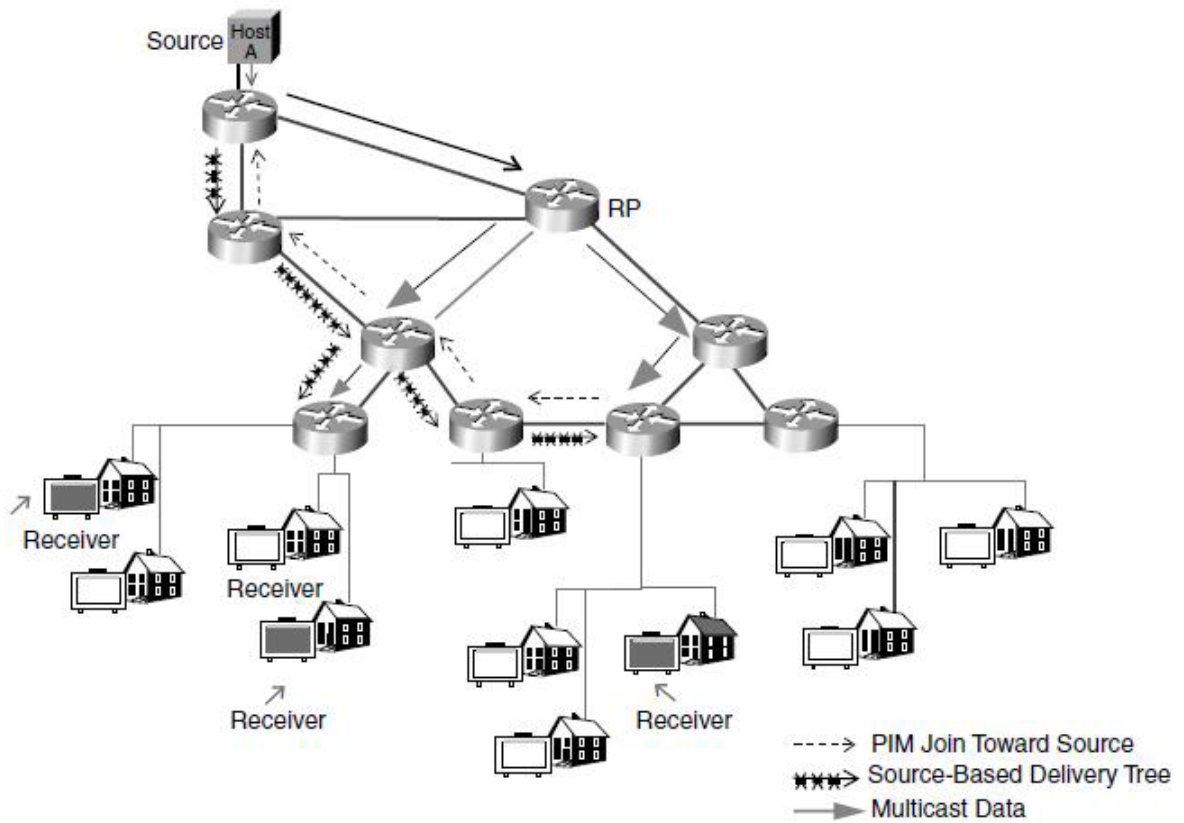 Source
Host
A
RP
Receiver
Receiver
Receiver
Receiver
PIM Join Toward Source
Source-Based Delivery Tree
Multicast Data